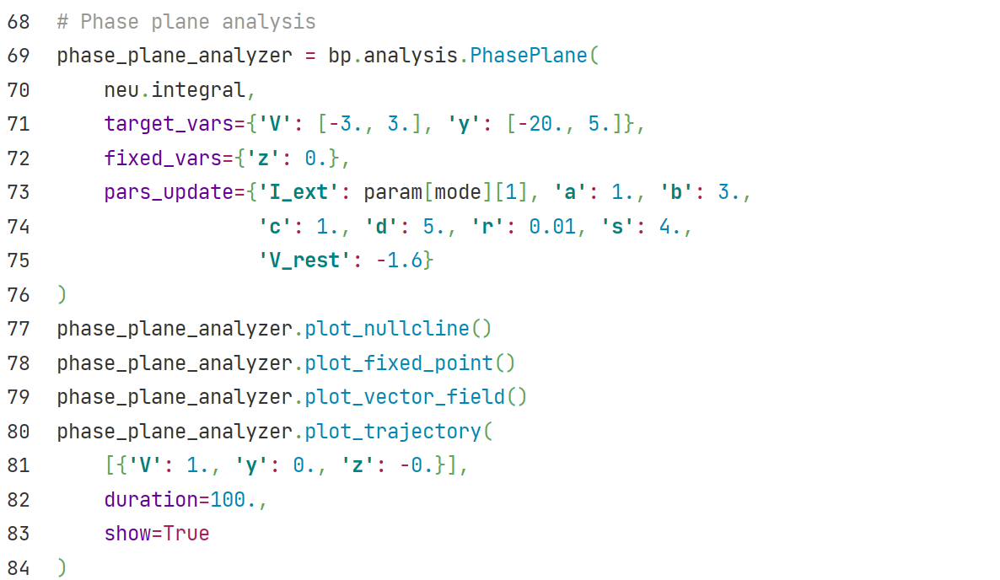 68 # Phase plane analysis
69 phase_plane_analyzer = bp.analysis.PhasePlane(
70     neu.integral,
71     target_vars={'V': [-3., 3.], 'y': [-20., 5.]},
72     fixed_vars={'z': 0.},
73     pars_update={'I_ext': param[mode][1], 'a': 1., 'b': 3.,
74                  'c': 1., 'd': 5., 'r': 0.01, 's': 4.,
75                  'V_rest': -1.6}
76 )
77 phase_plane_analyzer.plot_nullcline()
78 phase_plane_analyzer.plot_fixed_point()
79 phase_plane_analyzer.plot_vector_field()
80 phase_plane_analyzer.plot_trajectory(
81     [{'V': 1., 'y': 0., 'z': -0.}],
82     duration=100.,
83     show=True
84 )